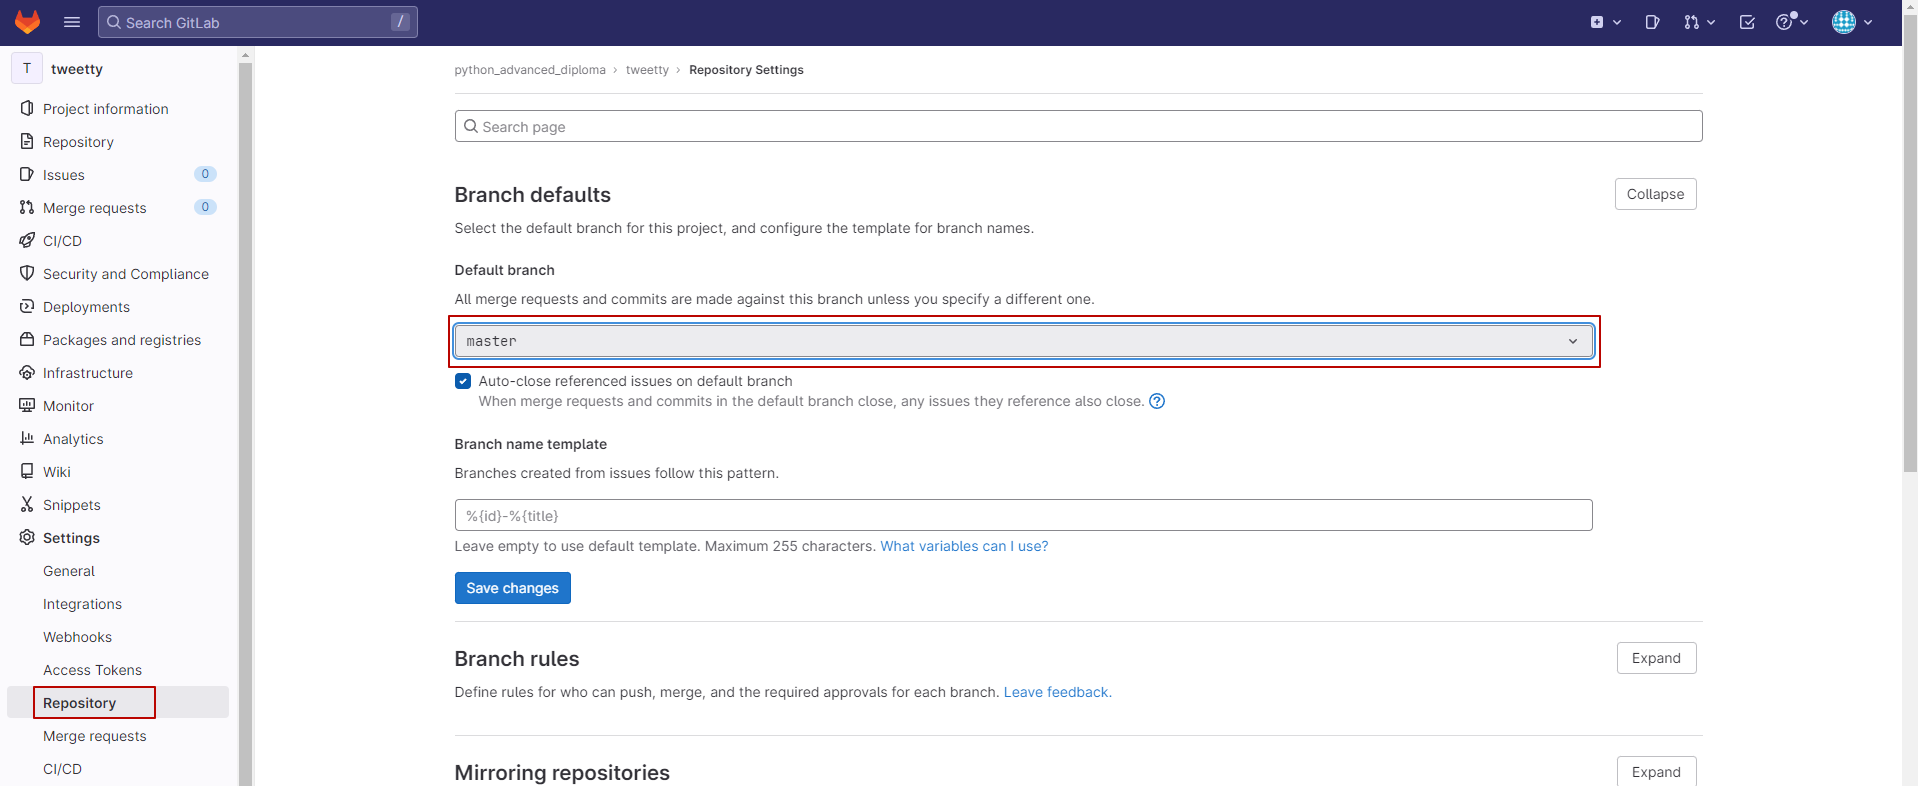 Search GitLab /
T tweetty
Project information
Repository
Issues 0
Merge requests 0
CI/CD
Security and Compliance
Deployments
Packages and registries
Infrastructure
Monitor
Analytics
Wiki
Snippets
Settings
General
Integrations
Webhooks
Access Tokens
Repository
Merge requests
CI/CD
python_advanced_diploma › tweetty › Repository Settings
Search page
Branch defaults
Collapse
Select the default branch for this project, and configure the template for branch names.
Default branch
All merge requests and commits are made against this branch unless you specify a different one.
master
Auto-close referenced issues on default branch
When merge requests and commits in the default branch close, any issues they reference also close.
Branch name template
Branches created from issues follow this pattern.
%{id}-%{title}
Leave empty to use default template. Maximum 255 characters. What variables can I use?
Save changes
Branch rules
Expand
Define rules for who can push, merge, and the required approvals for each branch. Leave feedback.
Mirroring repositories
Expand